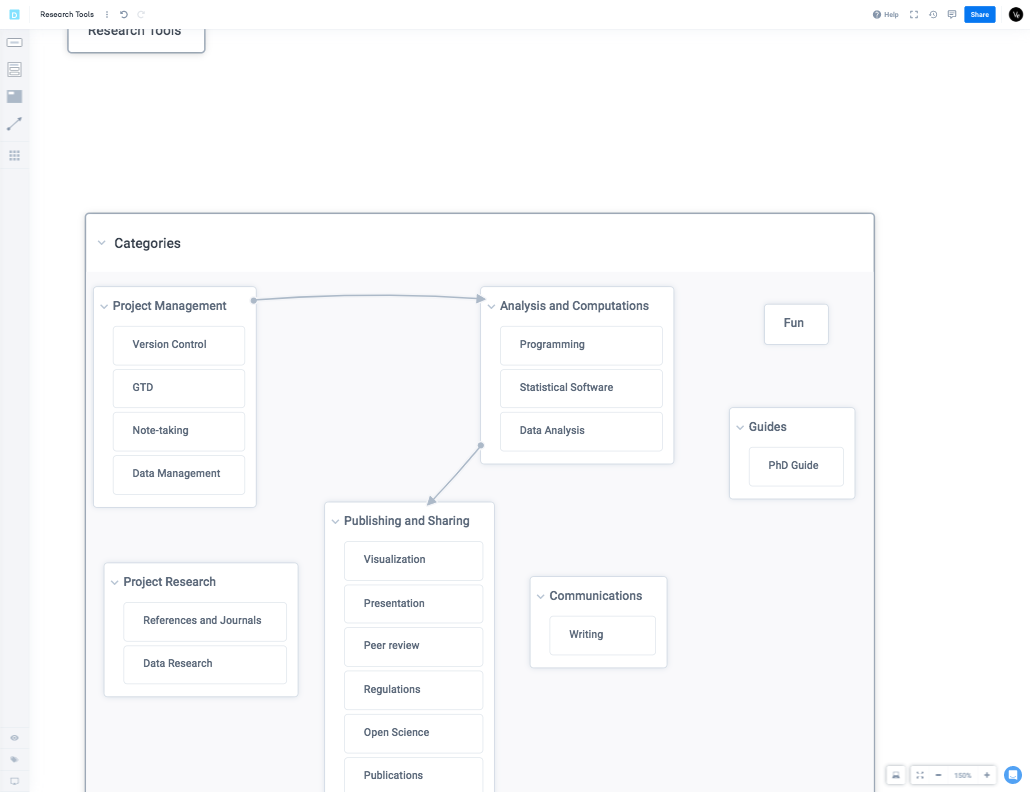 Research Tools
Help
Share
Research Tools
Categories
Project Management
Version Control
GTD
Note-taking
Data Management
Analysis and Computations
Programming
Statistical Software
Data Analysis
Fun
Guides
PhD Guide
Publishing and Sharing
Visualization
Presentation
Peer review
Regulations
Open Science
Publications
Project Research
References and Journals
Data Research
Communications
Writing
150%